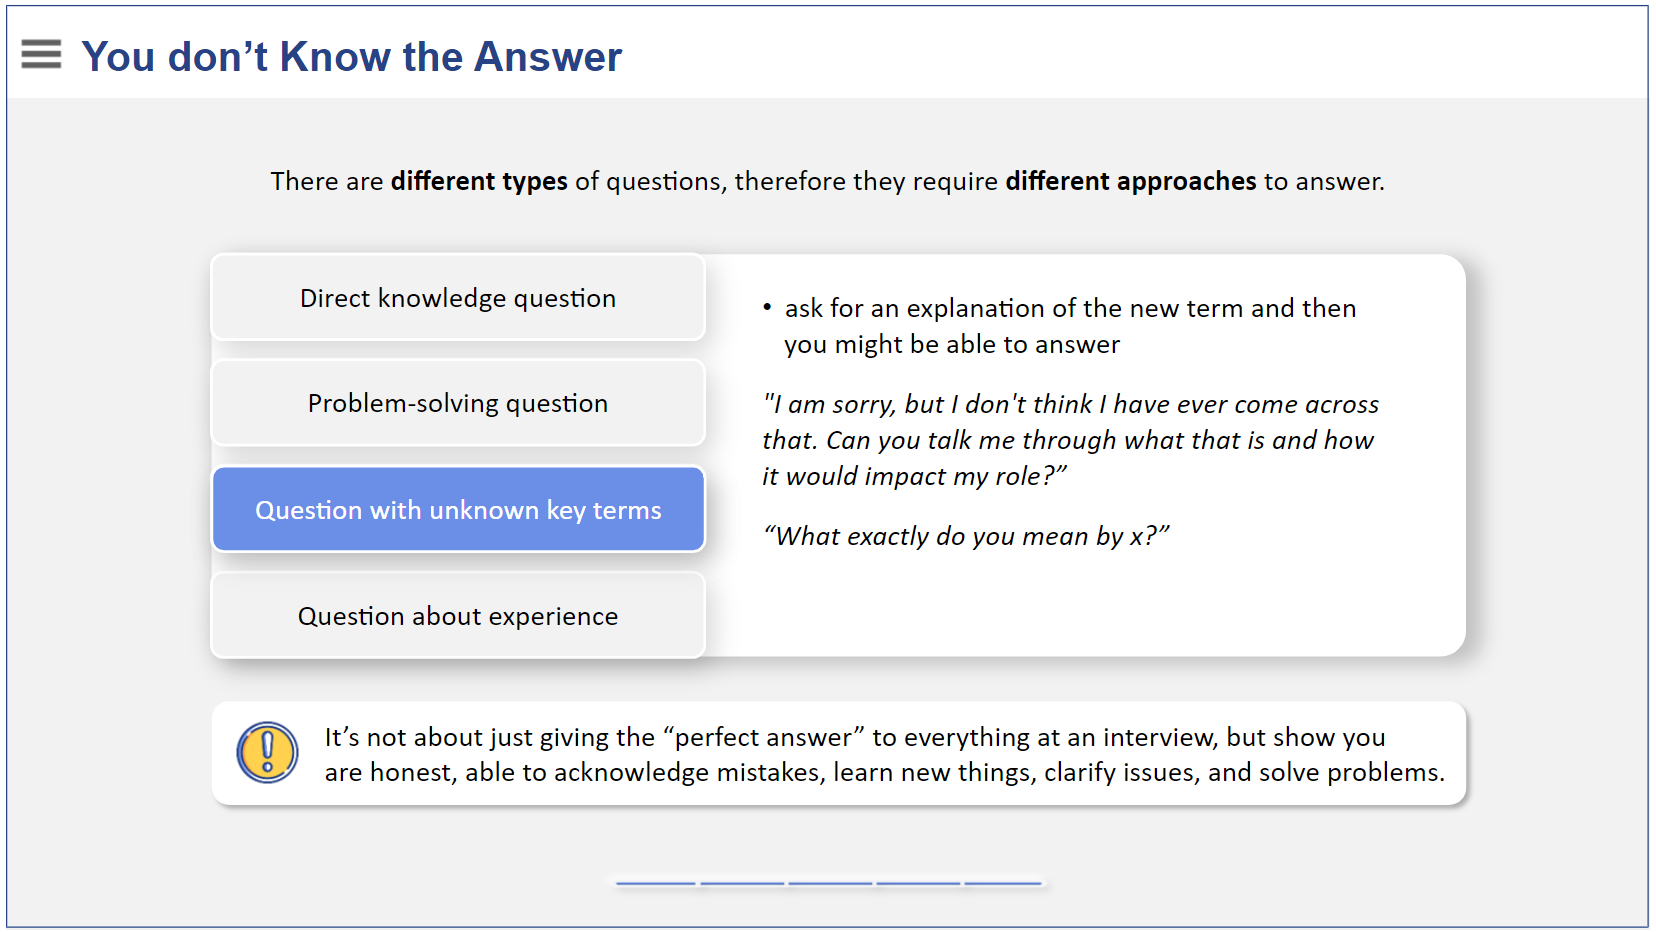 You don’t Know the Answer
There are different types of questions, therefore they require different approaches to answer.
Direct knowledge question
Problem-solving question
Question with unknown key terms
Question about experience
• ask for an explanation of the new term and then
you might be able to answer
"I am sorry, but I don't think I have ever come across
that. Can you talk me through what that is and how
it would impact my role?”
“What exactly do you mean by x?”
It’s not about just giving the “perfect answer” to everything at an interview, but show you
are honest, able to acknowledge mistakes, learn new things, clarify issues, and solve problems.